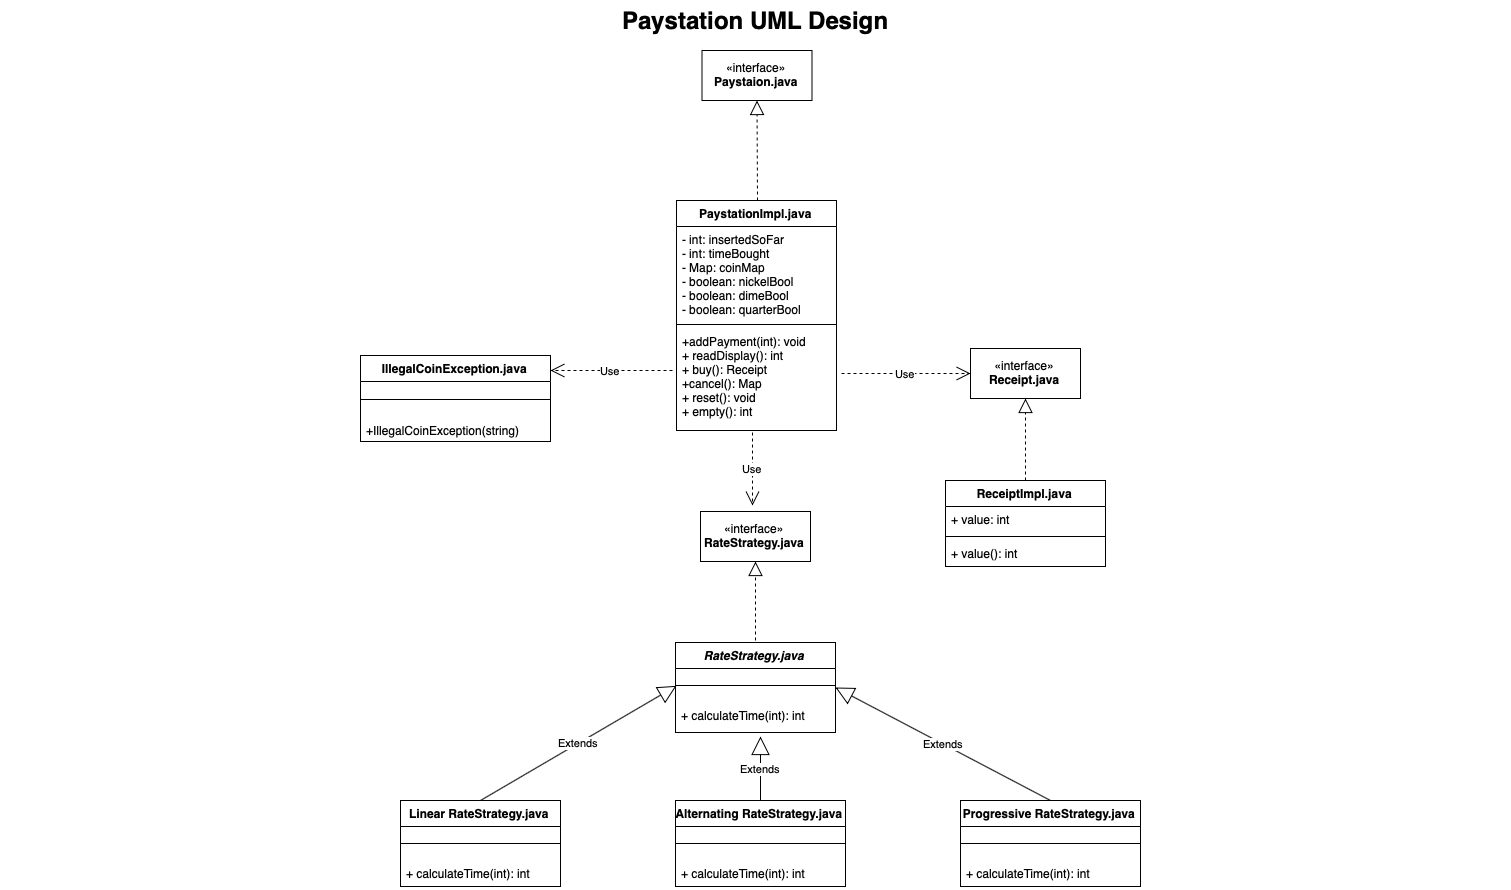 Paystation UML Design
«interface»
Paystaion.java
PaystationImpl.java
- int: insertedSoFar
- int: timeBought
- Map: coinMap
- boolean: nickelBool
- boolean: dimeBool
- boolean: quarterBool
+addPayment(int): void
+ readDisplay(): int
+ buy(): Receipt
+cancel(): Map
+ reset(): void
+ empty(): int
IllegalCoinException.java
+IllegalCoinException(string)
Use
Use
«interface»
Receipt.java
Use
ReceiptImpl.java
+ value: int
+ value(): int
«interface»
RateStrategy.java
RateStrategy.java
+ calculateTime(int): int
Extends
Extends
Extends
Linear RateStrategy.java
+ calculateTime(int): int
Alternating RateStrategy.java
+ calculateTime(int): int
Progressive RateStrategy.java
+ calculateTime(int): int